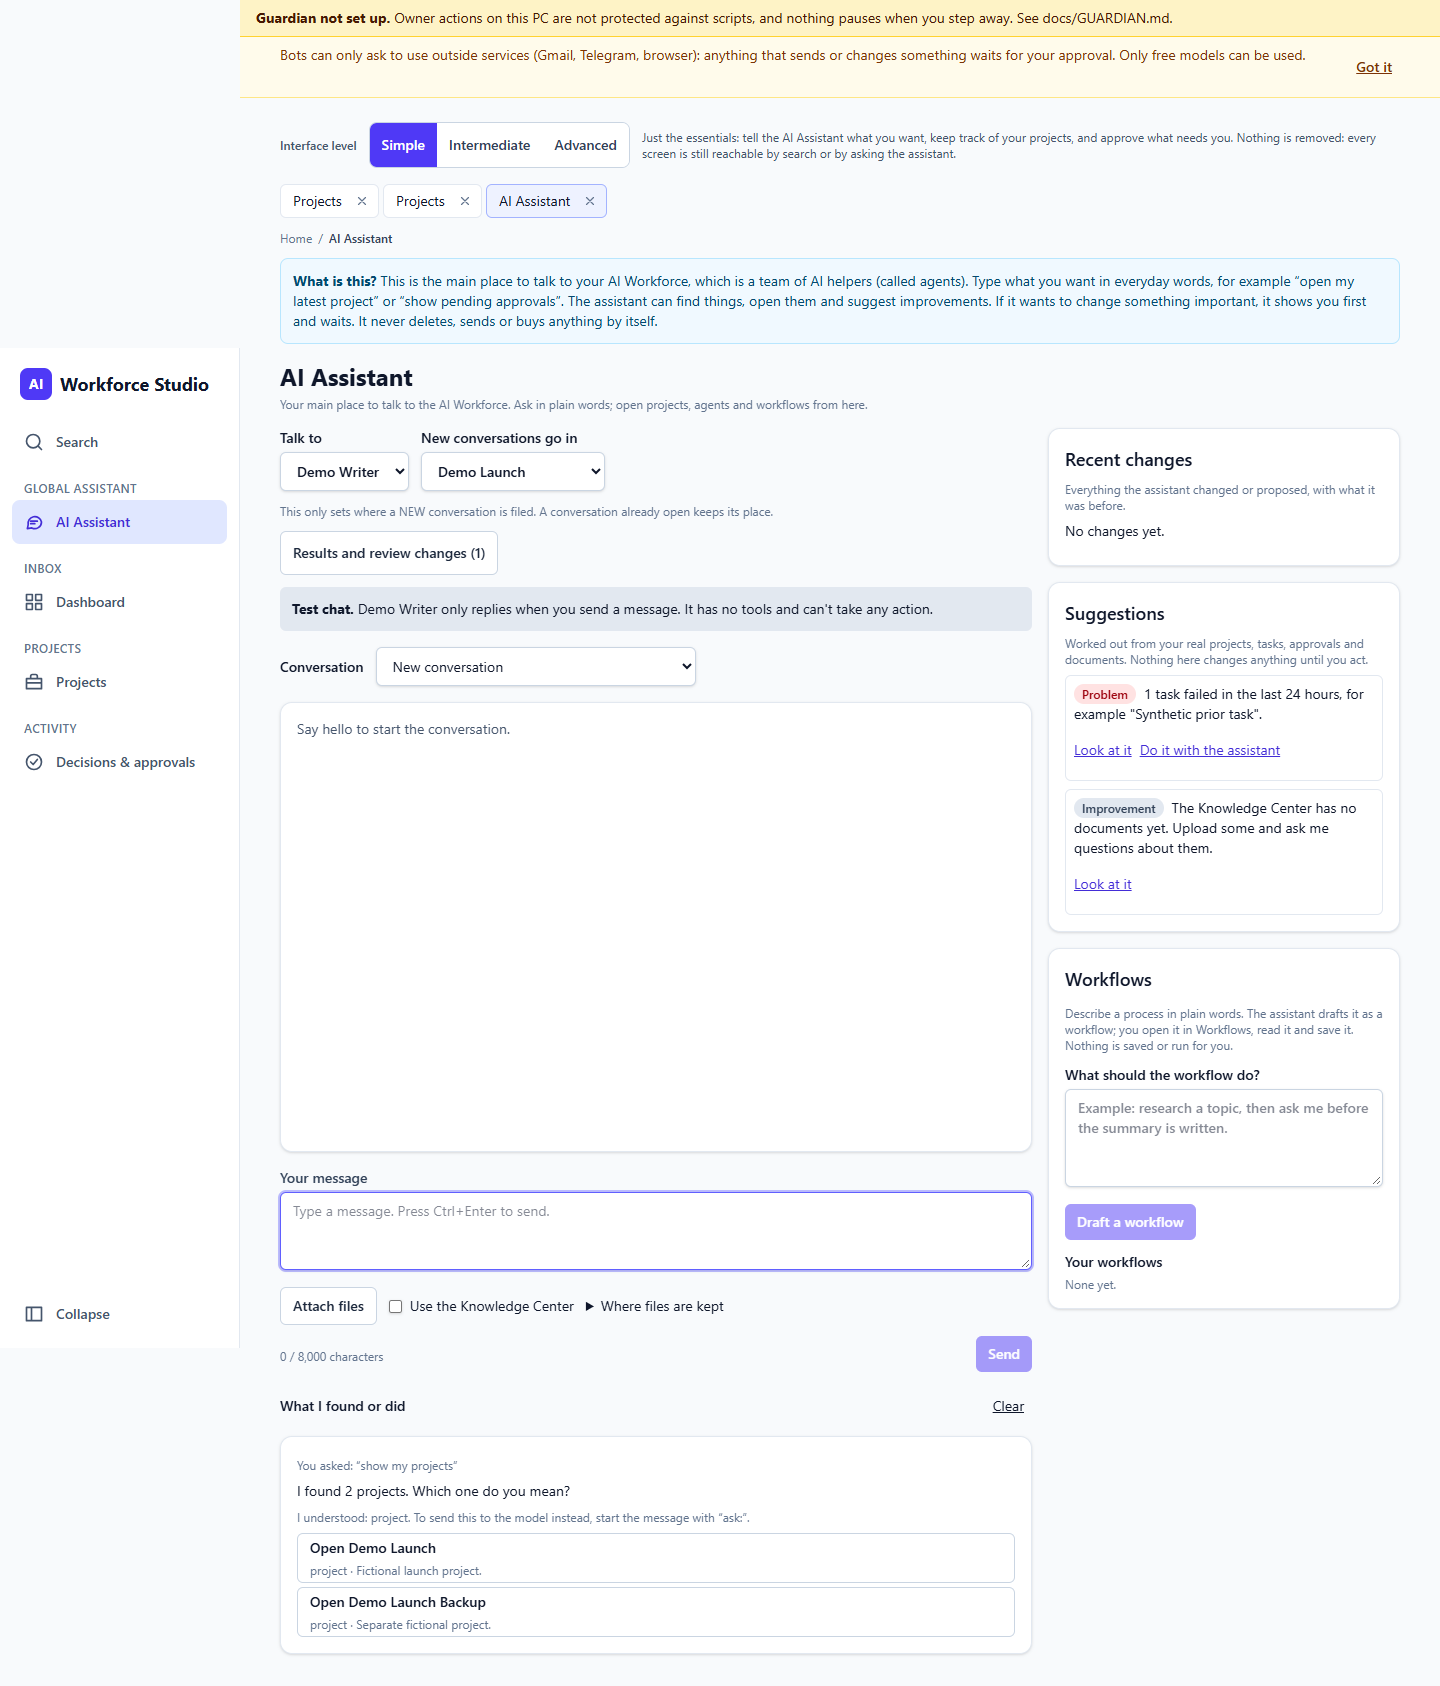 Guardian not set up. Owner actions on this PC are not protected against scripts, and nothing pauses when you step away. See docs/GUARDIAN.md.
Bots can only ask to use outside services (Gmail, Telegram, browser): anything that sends or changes something waits for your approval. Only free models can be used.
Got it
Interface level
Simple
Intermediate
Advanced
Just the essentials: tell the AI Assistant what you want, keep track of your projects, and approve what needs you. Nothing is removed: every
screen is still reachable by search or by asking the assistant.
Projects ×
Projects ×
AI Assistant ×
Home / AI Assistant
What is this? This is the main place to talk to your AI Workforce, which is a team of AI helpers (called agents). Type what you want in everyday words, for example “open my
latest project” or “show pending approvals”. The assistant can find things, open them and suggest improvements. If it wants to change something important, it shows you first
and waits. It never deletes, sends or buys anything by itself.
AI Workforce Studio
Search
GLOBAL ASSISTANT
AI Assistant
INBOX
Dashboard
PROJECTS
Projects
ACTIVITY
Decisions & approvals
Collapse
AI Assistant
Your main place to talk to the AI Workforce. Ask in plain words; open projects, agents and workflows from here.
Talk to
Demo Writer
New conversations go in
Demo Launch
This only sets where a NEW conversation is filed. A conversation already open keeps its place.
Results and review changes (1)
Test chat. Demo Writer only replies when you send a message. It has no tools and can't take any action.
Conversation
New conversation
Say hello to start the conversation.
Your message
Type a message. Press Ctrl+Enter to send.
Attach files
Use the Knowledge Center
▶ Where files are kept
0 / 8,000 characters
Send
What I found or did
Clear
You asked: “show my projects”
I found 2 projects. Which one do you mean?
I understood: project. To send this to the model instead, start the message with “ask:”.
Open Demo Launch
project · Fictional launch project.
Open Demo Launch Backup
project · Separate fictional project.
Recent changes
Everything the assistant changed or proposed, with what it
was before.
No changes yet.
Suggestions
Worked out from your real projects, tasks, approvals and
documents. Nothing here changes anything until you act.
Problem 1 task failed in the last 24 hours, for
example "Synthetic prior task".
Look at it Do it with the assistant
Improvement The Knowledge Center has no
documents yet. Upload some and ask me
questions about them.
Look at it
Workflows
Describe a process in plain words. The assistant drafts it as a
workflow; you open it in Workflows, read it and save it.
Nothing is saved or run for you.
What should the workflow do?
Example: research a topic, then ask me before
the summary is written.
Draft a workflow
Your workflows
None yet.